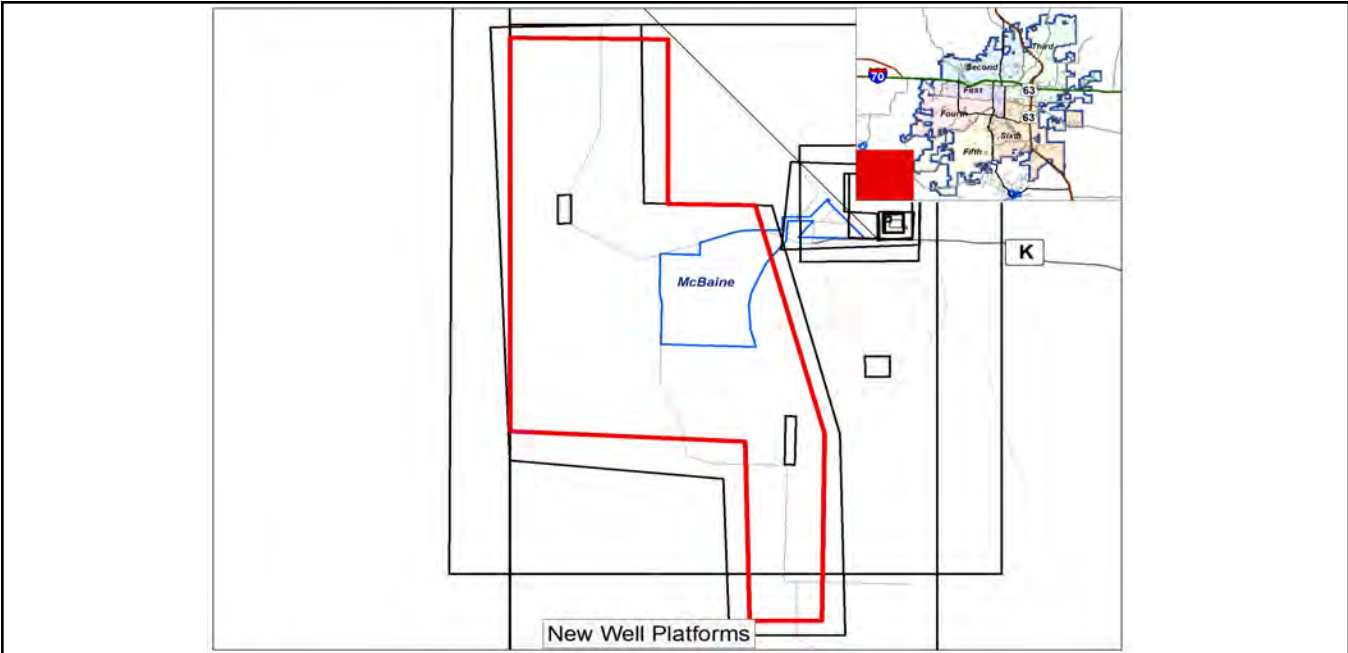 Third
Second
70
First
63
Fourth
63
Sixth
Fifth
K
McBaine
New Well Platforms